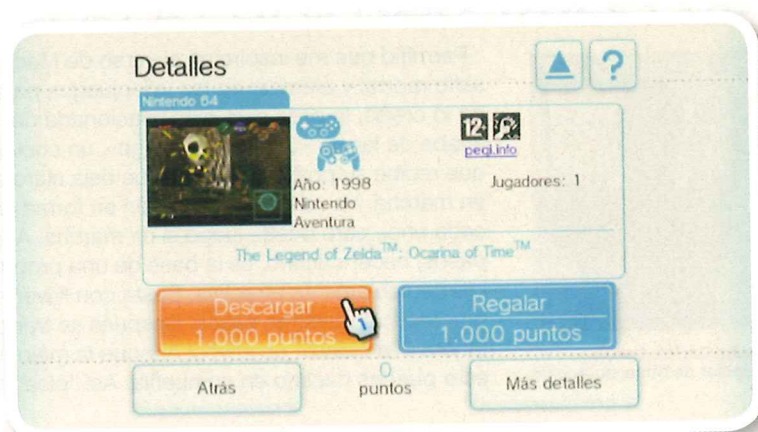 Detalles
?
Nintendo 64
12+
pegi.info
Año: 1998
Jugadores: 1
Nintendo
Aventura
The Legend of Zelda™: Ocarina of Time™
Descargar
1.000 puntos
1
Regalar
1.000 puntos
Atrás
0
puntos
Más detalles